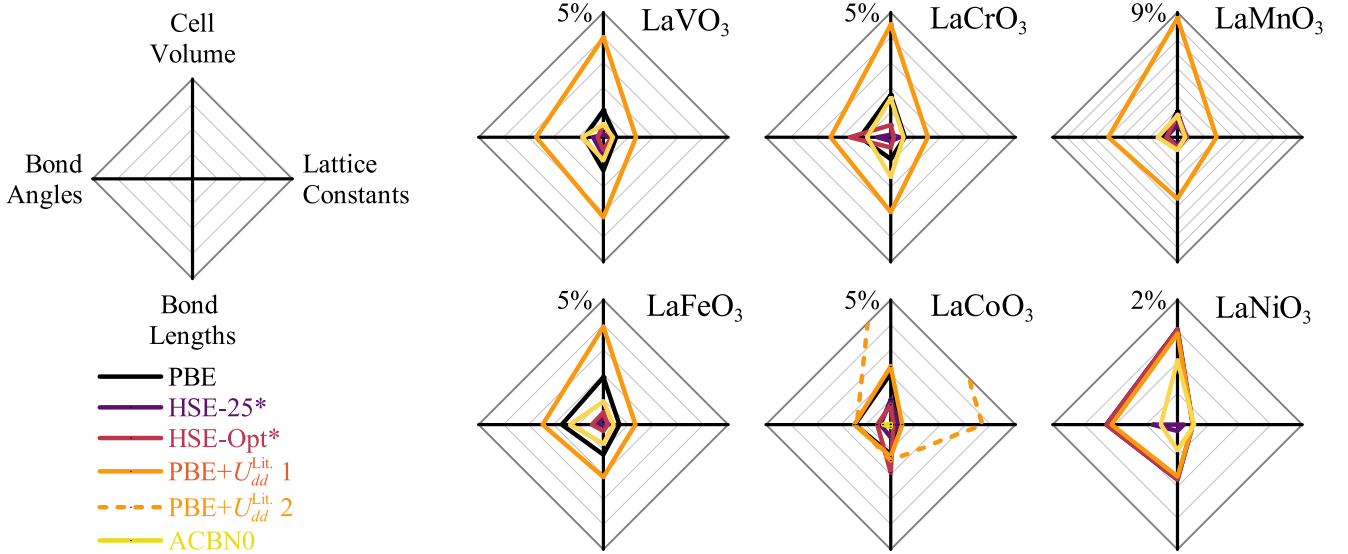 Cell
Volume
Bond
Angles
Lattice
Constants
Bond
Lengths
PBE
HSE-25*
HSE-Opt*
PBE+U_dd^Lit. 1
PBE+U_dd^Lit. 2
ACBN0
5% LaVO₃
5% LaCrO₃
9% LaMnO₃
5% LaFeO₃
5% LaCoO₃
2% LaNiO₃